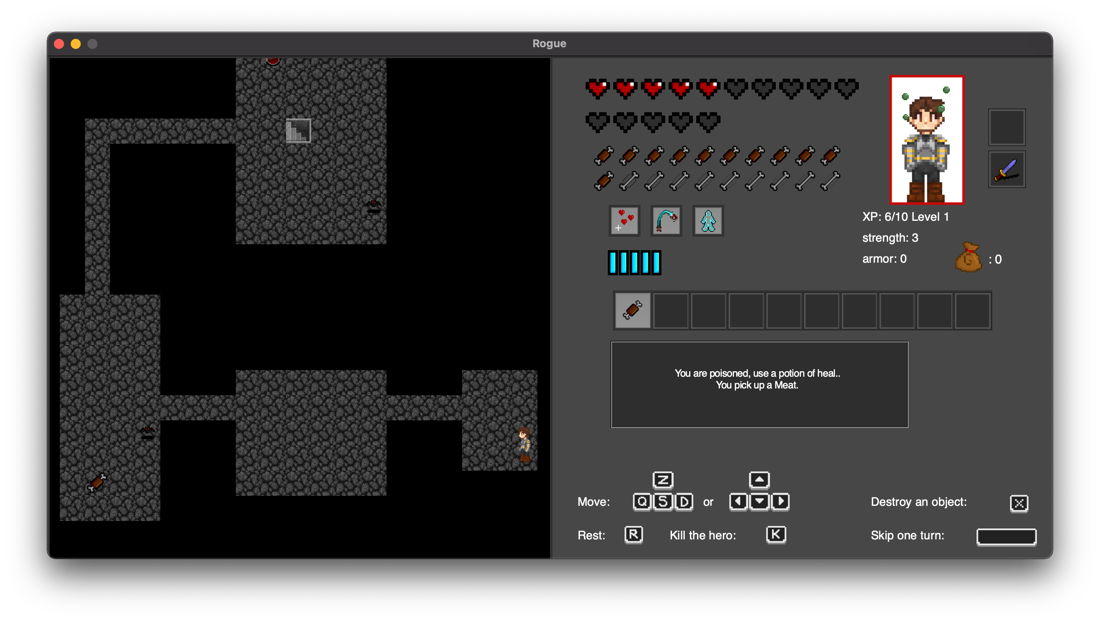 Rogue
XP: 6/10 Level 1
strength: 3
armor: 0
: 0
You are poisoned, use a potion of heal..
You pick up a Meat.
Move:
Z
Q S D
or
Destroy an object:
X
Rest:
R
Kill the hero:
K
Skip one turn: